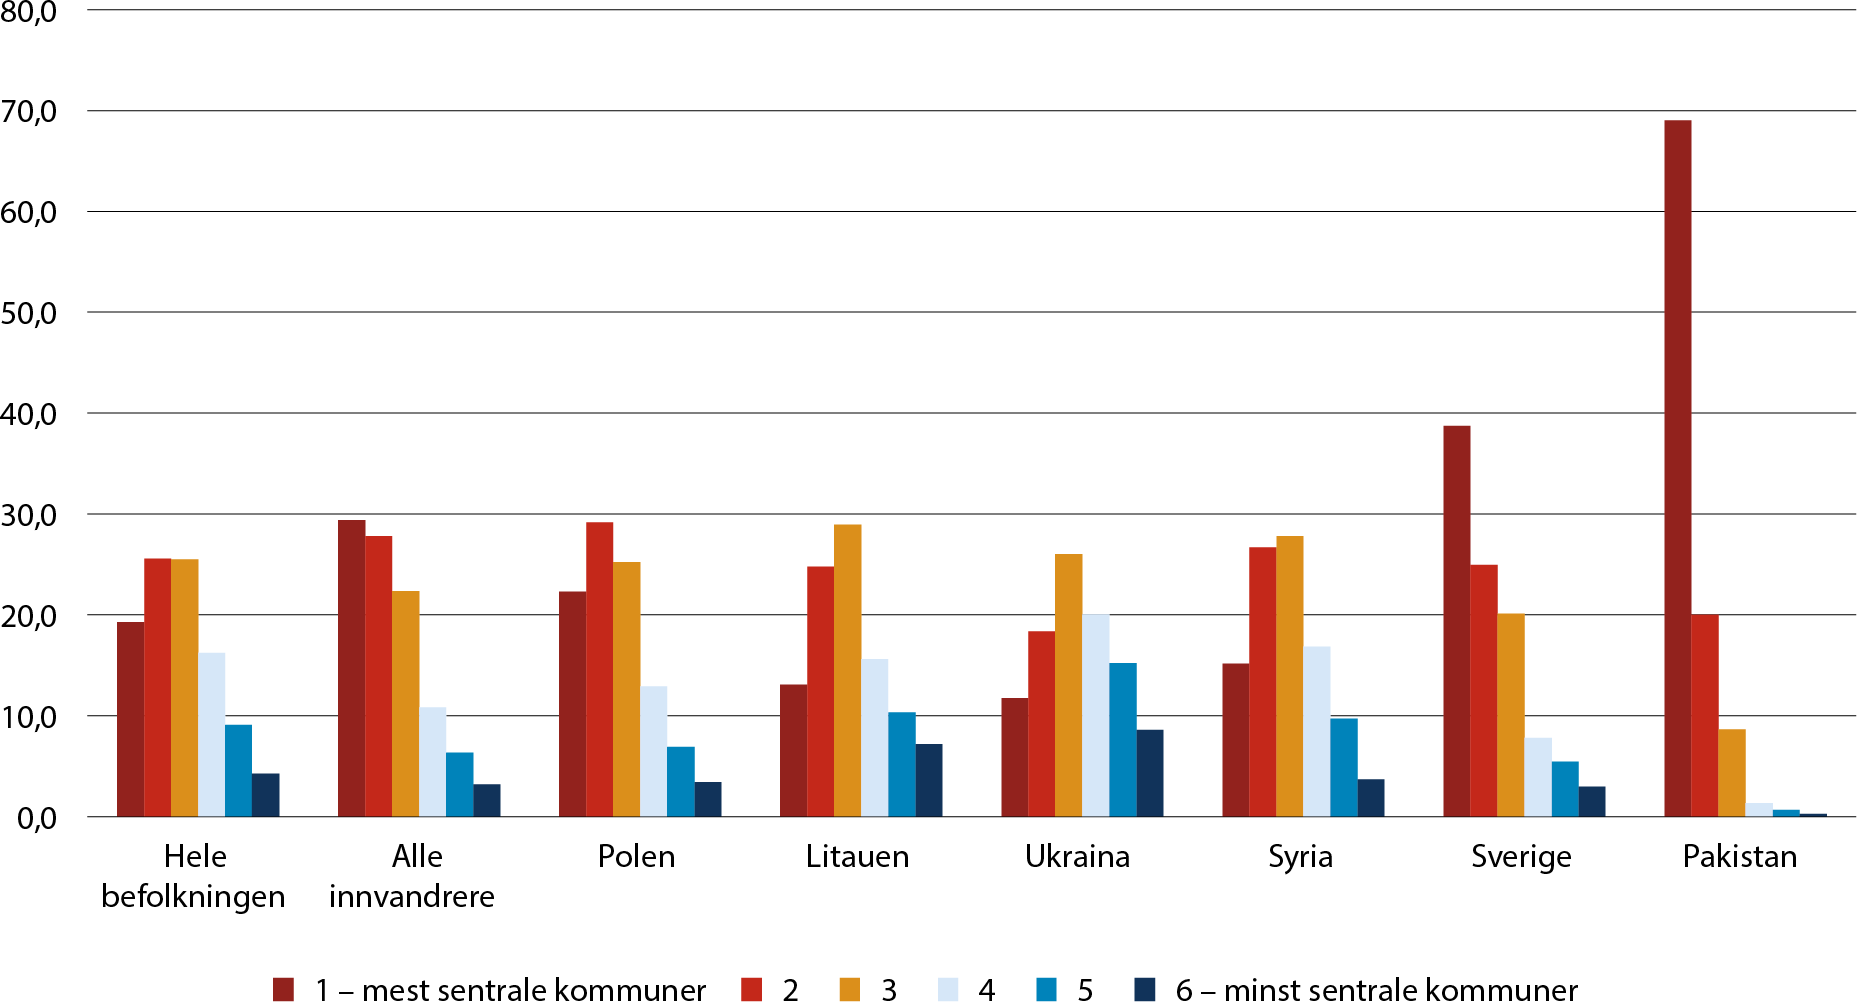 80,0
70,0
60,0
50,0
40,0
30,0
20,0
10,0
0,0
Hele befolkningen
Alle innvandrere
Polen
Litauen
Ukraina
Syria
Sverige
Pakistan
1 – mest sentrale kommuner 2 3 4 5 6 – minst sentrale kommuner